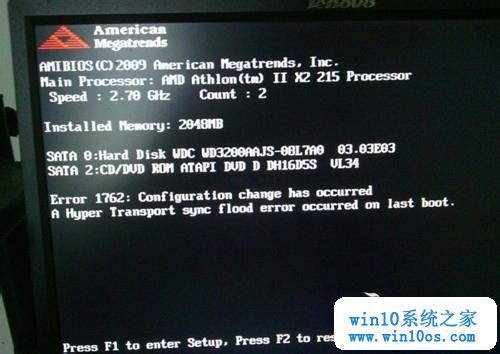 lenovo
American
Megatrends
AMIBIOS(C)2009 American Megatrends, Inc.
Main Processor: AMD Athlon(tm) II X2 215 Processor
Speed : 2.70 GHz    Count : 2
Installed Memory: 2048MB
SATA 0:Hard Disk WDC WD3200AAJS-08L7A0  03.03E03
SATA 2:CD/DVD ROM ATAPI DVD D DH16D5S  VL34
Error 1762: Configuration change has occurred
A Hyper Transport sync flood error occurred on last boot.
Press F1 to enter Setup, Press F2 to
win10系统之家
www.win10os.com